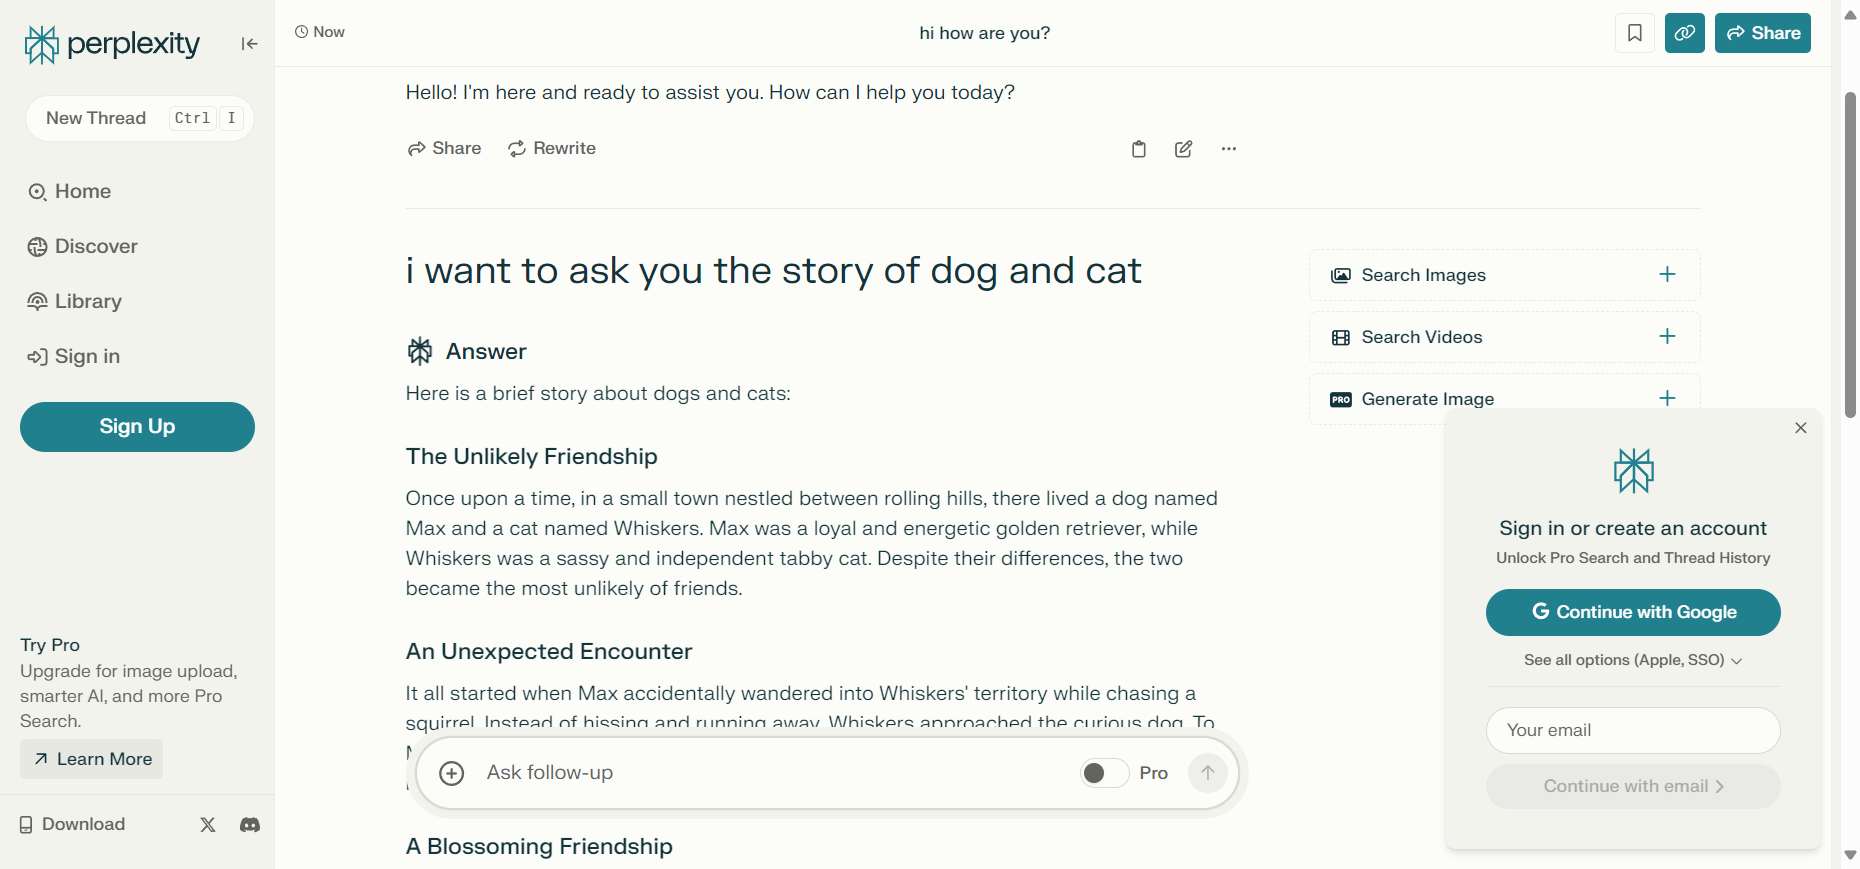 perplexity
New Thread Ctrl I
Home
Discover
Library
Sign in
Sign Up
Try Pro
Upgrade for image upload,
smarter AI, and more Pro
Search.
Learn More
Download
Now
hi how are you?
Share
Hello! I'm here and ready to assist you. How can I help you today?
Share Rewrite
i want to ask you the story of dog and cat
Answer
Here is a brief story about dogs and cats:
The Unlikely Friendship
Once upon a time, in a small town nestled between rolling hills, there lived a dog named
Max and a cat named Whiskers. Max was a loyal and energetic golden retriever, while
Whiskers was a sassy and independent tabby cat. Despite their differences, the two
became the most unlikely of friends.
An Unexpected Encounter
It all started when Max accidentally wandered into Whiskers' territory while chasing a
squirrel. Instead of hissing and running away, Whiskers approached the curious dog. To
Ask follow-up
Pro
A Blossoming Friendship
Search Images
Search Videos
PRO Generate Image
Sign in or create an account
Unlock Pro Search and Thread History
G Continue with Google
See all options (Apple, SSO)
Your email
Continue with email